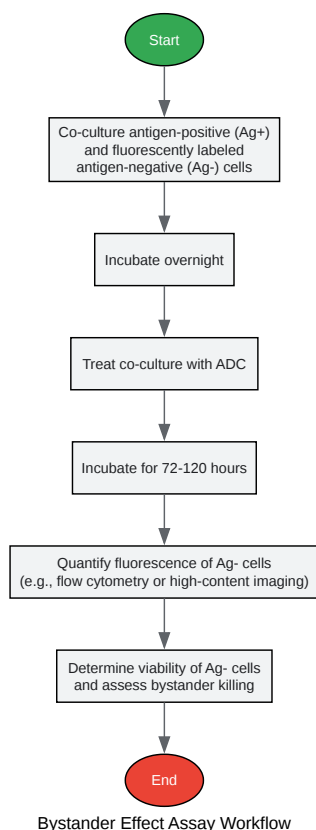 Start
Co-culture antigen-positive (Ag+)
and fluorescently labeled
antigen-negative (Ag-) cells
Incubate overnight
Treat co-culture with ADC
Incubate for 72-120 hours
Quantify fluorescence of Ag- cells
(e.g., flow cytometry or high-content imaging)
Determine viability of Ag- cells
and assess bystander killing
End
Bystander Effect Assay Workflow